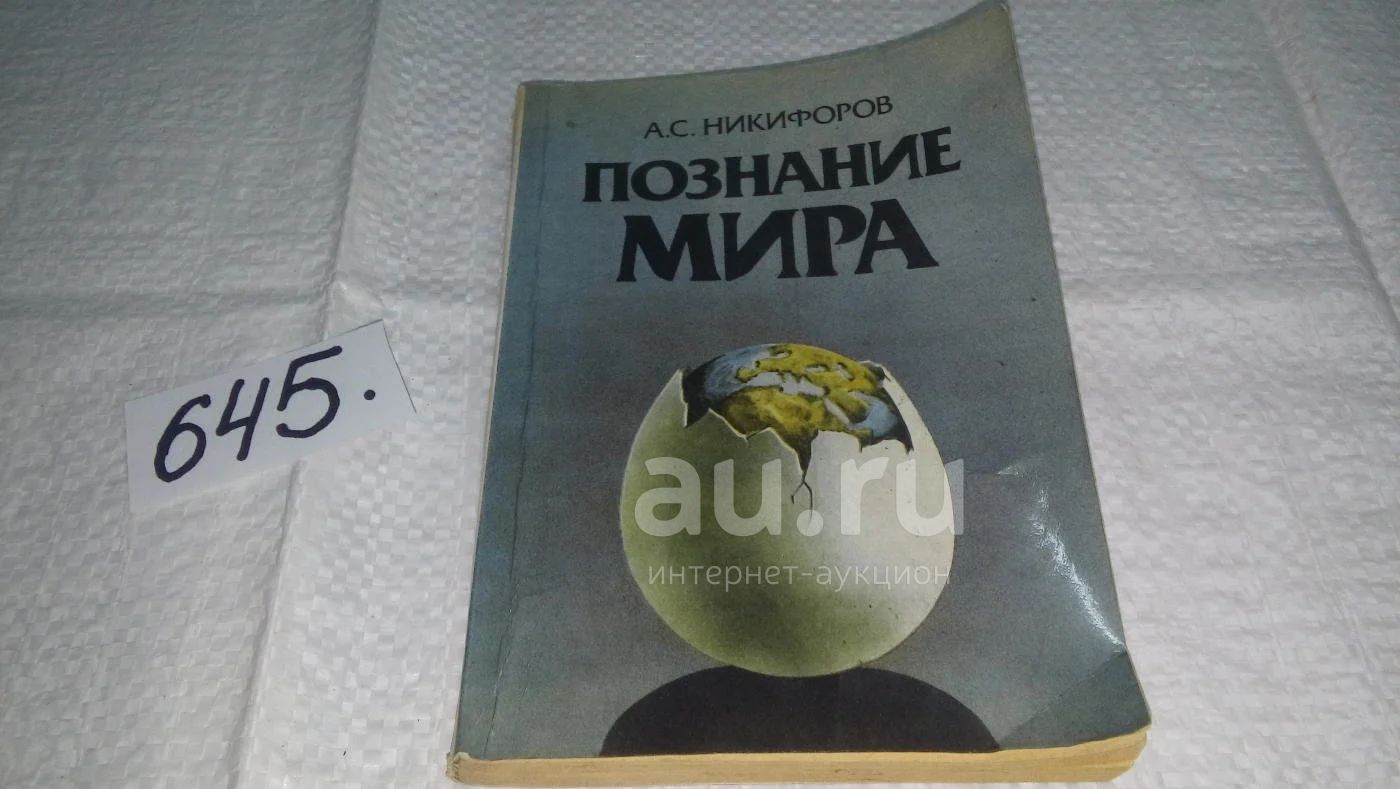 А.С. НИКИФОРОВ
ПОЗНАНИЕ
МИРА
645.
au.ru
интернет-аукцион